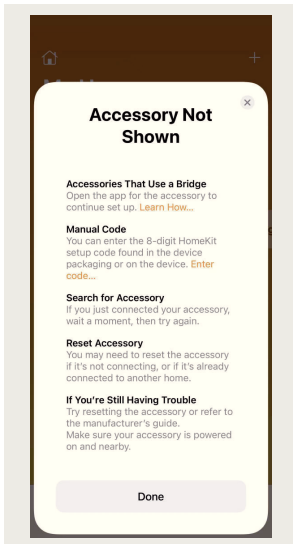 Accessory Not
Shown
Accessories That Use a Bridge
Open the app for the accessory to
continue set up. Learn How...
Manual Code
You can enter the 8-digit HomeKit
setup code found in the device
packaging or on the device. Enter
code...
Search for Accessory
If you just connected your accessory,
wait a moment, then try again.
Reset Accessory
You may need to reset the accessory
if it's not connecting, or if it's already
connected to another home.
If You're Still Having Trouble
Try resetting the accessory or refer to
the manufacturer's guide.
Make sure your accessory is powered
on and nearby.
Done